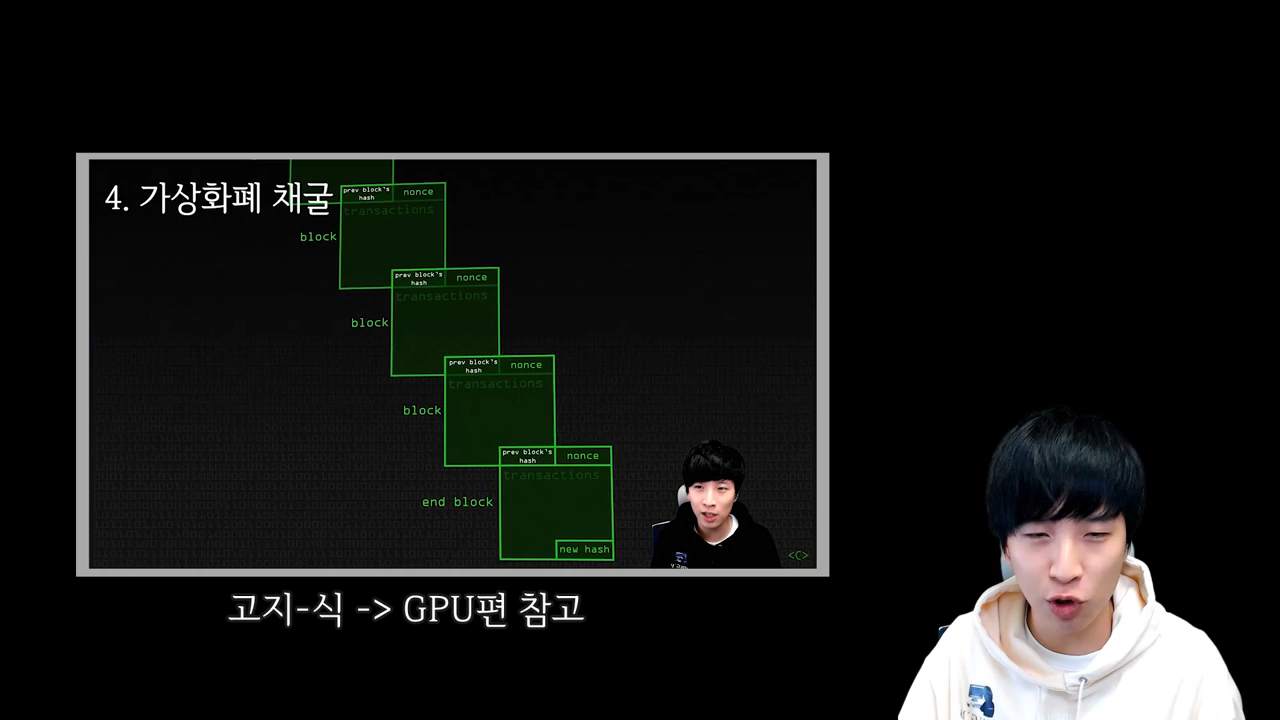 4. 가상화폐 채굴
prev block's
hash
nonce
transactions
block
prev block's
hash
nonce
transactions
block
prev block's
hash
nonce
transactions
block
prev block's
hash
nonce
transactions
end block
new hash
<C>
고지-식 -> GPU편 참고